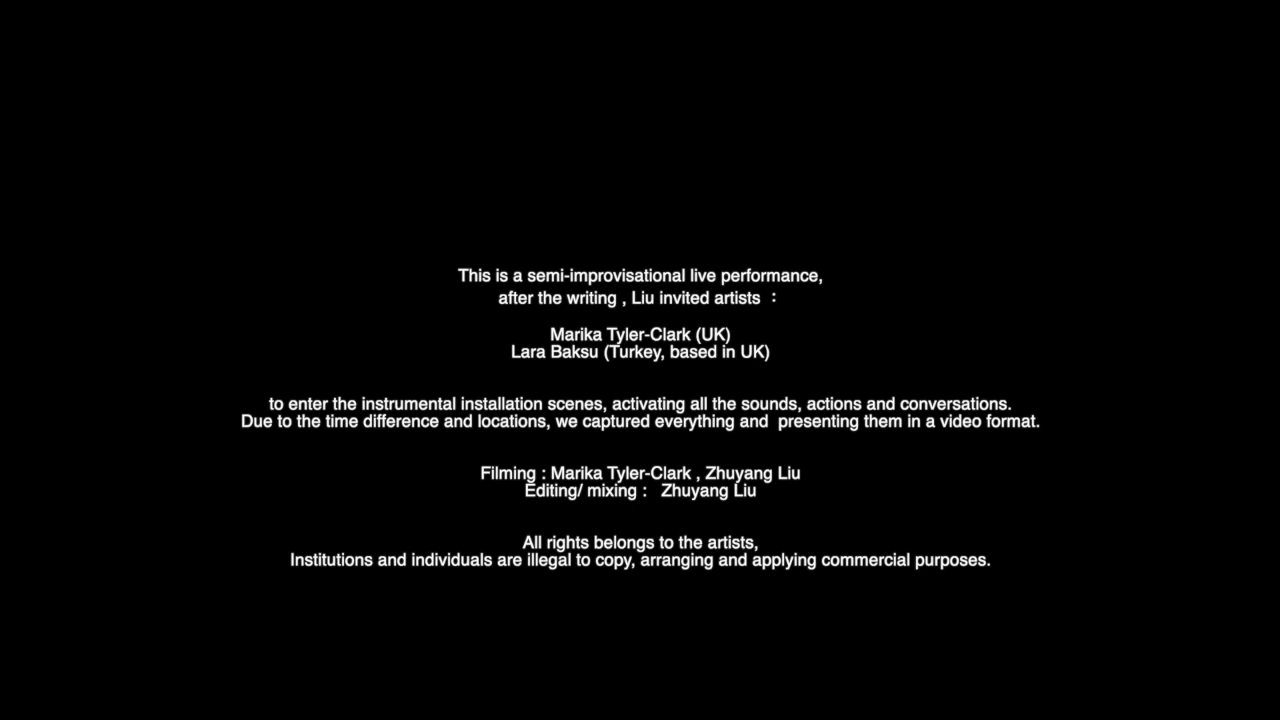 This is a semi-improvisational live performance,
after the writing , Liu invited artists ：
Marika Tyler-Clark (UK)
Lara Baksu (Turkey, based in UK)
to enter the instrumental installation scenes, activating all the sounds, actions and conversations.
Due to the time difference and locations, we captured everything and  presenting them in a video format.
Filming : Marika Tyler-Clark , Zhuyang Liu
Editing/ mixing :   Zhuyang Liu
All rights belongs to the artists,
Institutions and individuals are illegal to copy, arranging and applying commercial purposes.